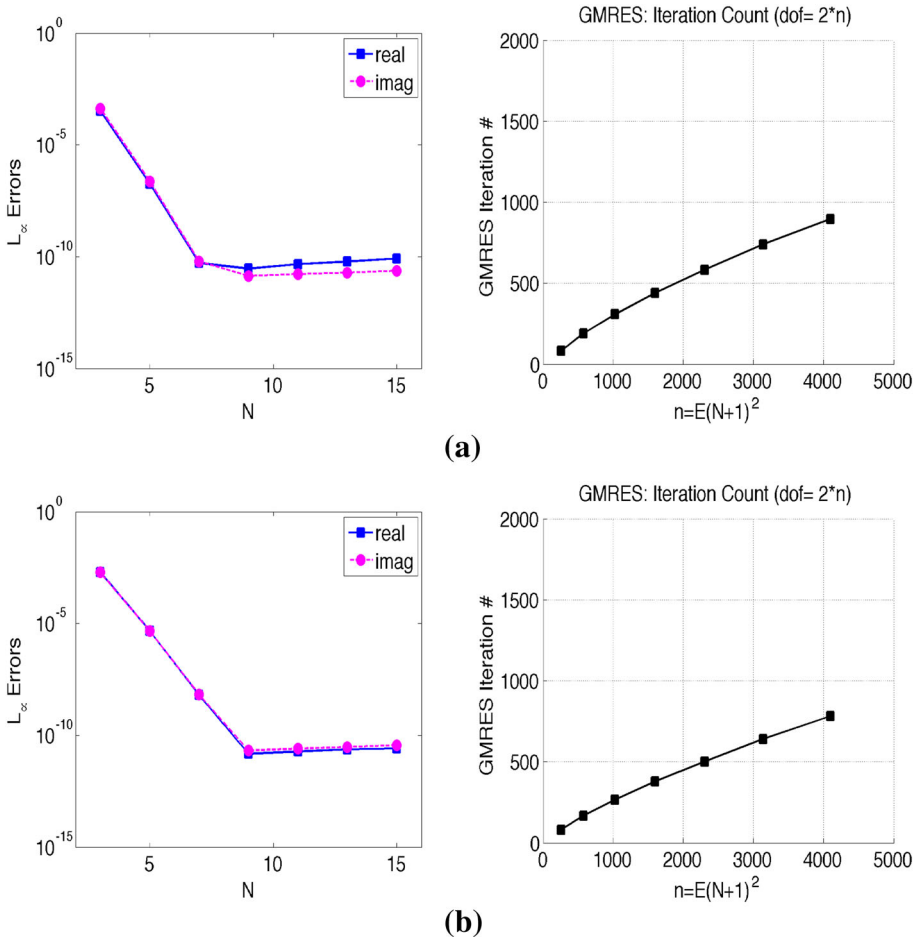 GMRES: Iteration Count (dof= 2*n)
10^0
10^-5
10^-10
10^-15
L∝ Errors
real
imag
5
10
15
N
2000
1500
1000
500
0
GMRES Iteration #
0
1000
2000
3000
4000
5000
n=E(N+1)^2
(a)
GMRES: Iteration Count (dof= 2*n)
10^0
10^-5
10^-10
10^-15
L∝ Errors
real
imag
5
10
15
N
2000
1500
1000
500
0
GMRES Iteration #
0
1000
2000
3000
4000
5000
n=E(N+1)^2
(b)